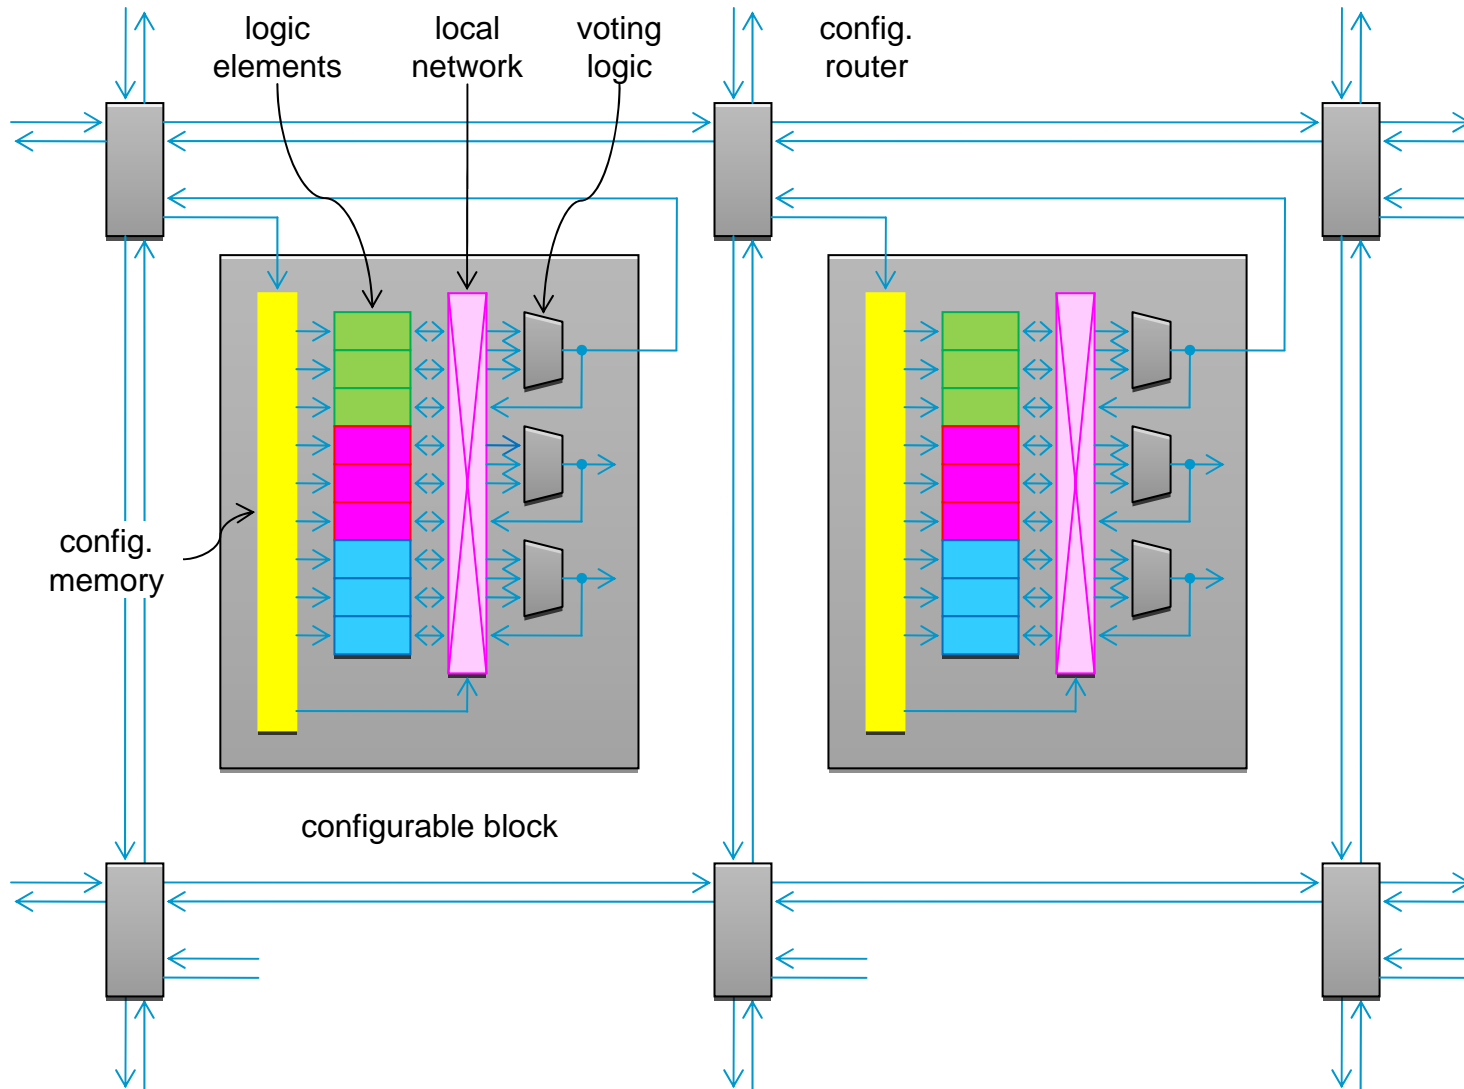 logic
elements
local
network
voting
logic
config.
router
config.
memory
configurable block